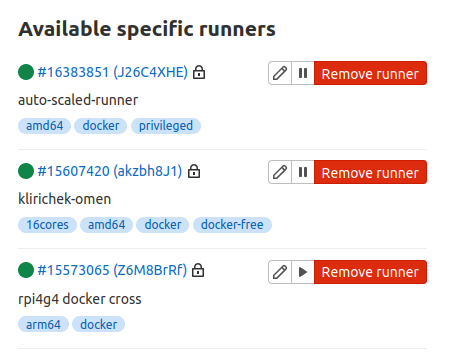 Available specific runners
#16383851 (J26C4XHE) Remove runner
auto-scaled-runner
amd64 docker privileged
#15607420 (akzbh8J1) Remove runner
klirichek-omen
16cores amd64 docker docker-free
#15573065 (Z6M8BrRf) Remove runner
rpi4g4 docker cross
arm64 docker